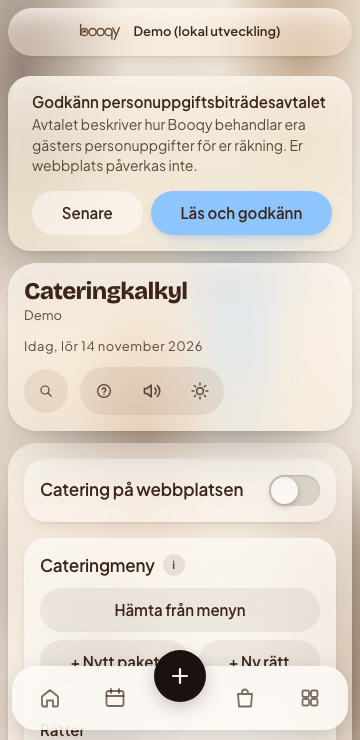 booqy Demo (lokal utveckling)
Godkänn personuppgiftsbiträdesavtalet
Avtalet beskriver hur Booqy behandlar era
gästers personuppgifter för er räkning. Er
webbplats påverkas inte.
Senare Läs och godkänn
Cateringkalkyl
Demo
Idag, lör 14 november 2026
Catering på webbplatsen
Cateringmeny i
Hämta från menyn
+ Nytt paket + Ny rätt
Rätter